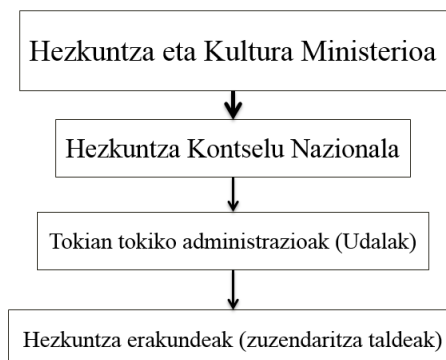 Hezkuntza eta Kultura Ministerioa
Hezkuntza Kontselu Nazionala
Tokian tokiko administrazioak (Udalak)
Hezkuntza erakundeak (zuzendaritza taldeak)